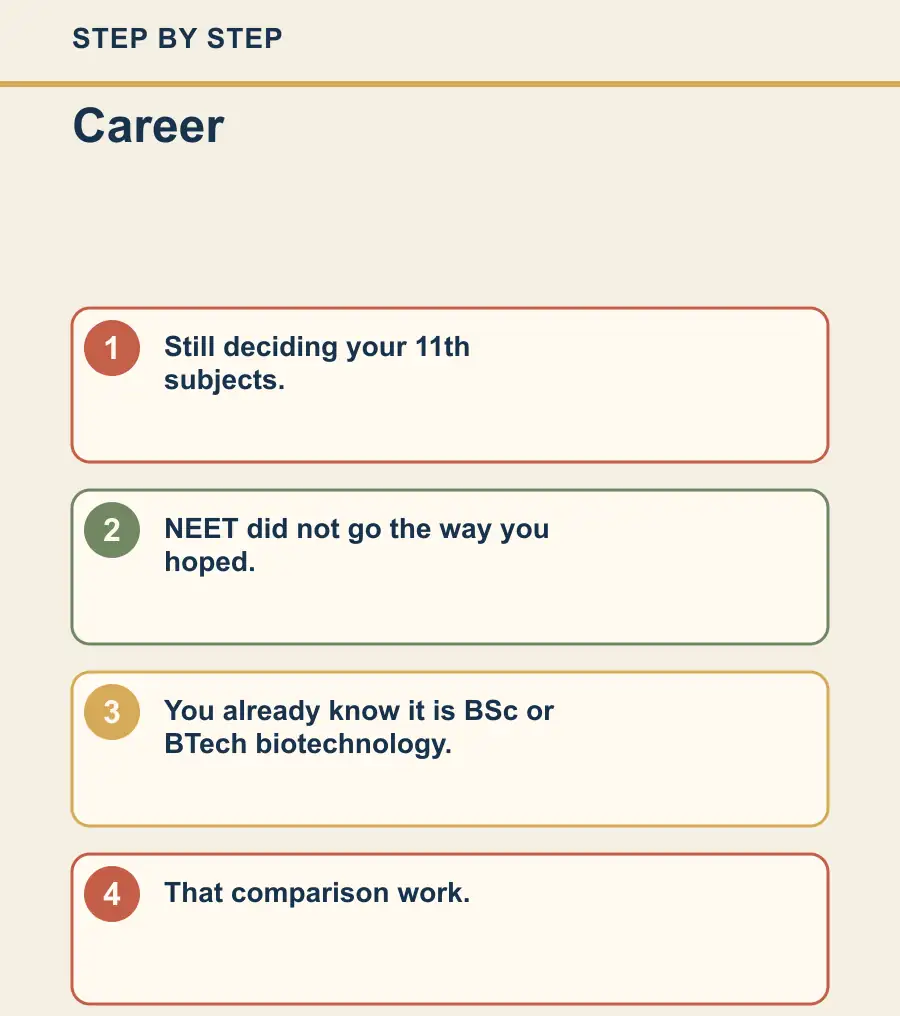 STEP BY STEP
Career
1
Still deciding your 11th
subjects.
2
NEET did not go the way you
hoped.
3
You already know it is BSc or
BTech biotechnology.
4
That comparison work.